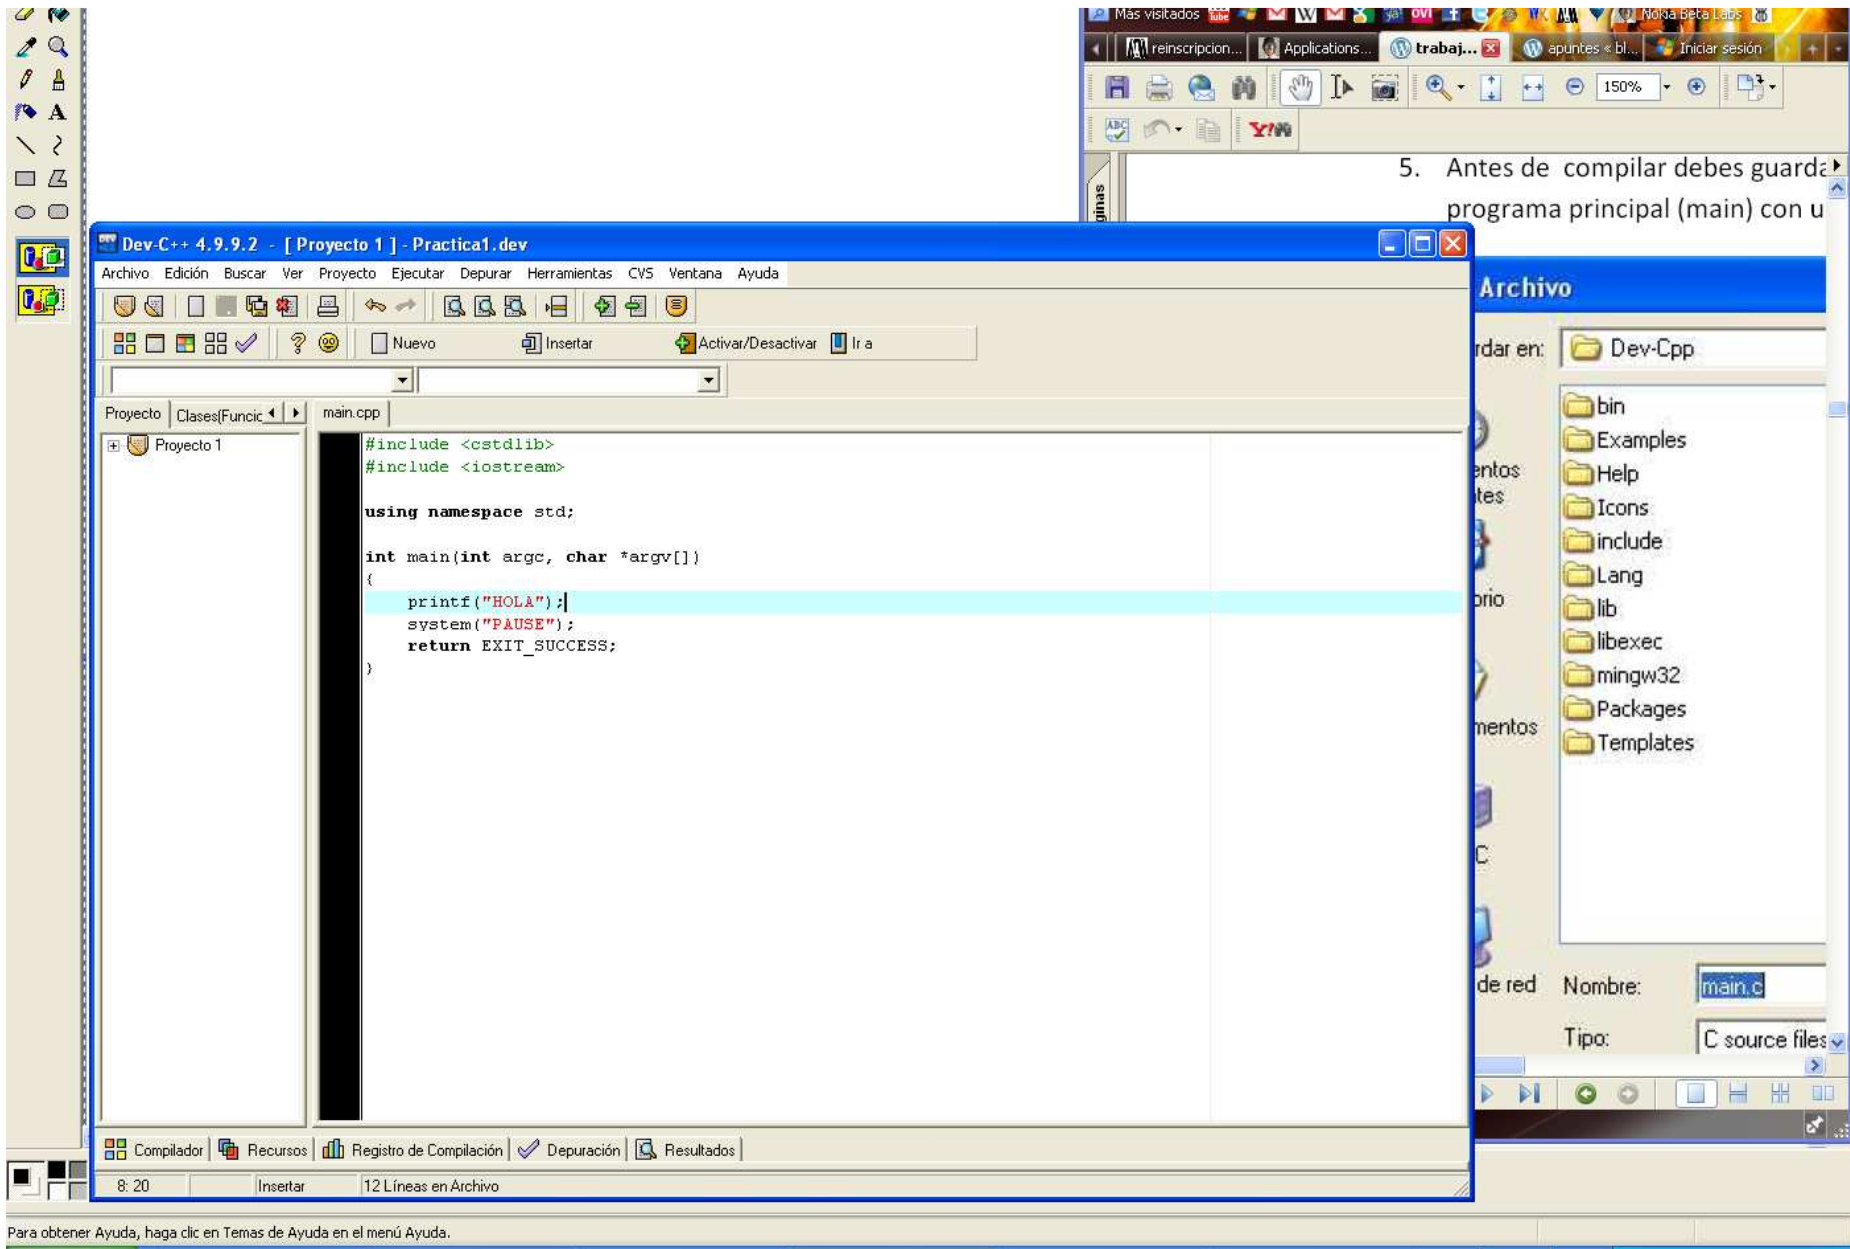 Más visitados
Nokia Beta Labs
reinscripcion...
Applications...
trabaj...
apuntes « bl...
Iniciar sesión
150%
ABC
Y!
A
ginas
5. Antes de compilar debes guarda
programa principal (main) con u
Dev-C++ 4.9.9.2 - [ Proyecto 1 ] - Practica1.dev
Archivo Edición Buscar Ver Proyecto Ejecutar Depurar Herramientas CVS Ventana Ayuda
Nuevo Insertar Activar/Desactivar Ir a
Proyecto Clases(Funcic main.cpp
Proyecto 1
#include <cstdlib>
#include <iostream>
using namespace std;
int main(int argc, char *argv[])
{
printf("HOLA");
system("PAUSE");
return EXIT_SUCCESS;
}
Compilador Recursos Registro de Compilación Depuración Resultados
8: 20 Insertar 12 Líneas en Archivo
Archivo
rdar en: Dev-Cpp
bin
Examples
Help
Icons
include
Lang
lib
libexec
mingw32
Packages
Templates
entos
tes
orio
mentos
C
de red
Nombre: main.c
Tipo: C source files
Para obtener Ayuda, haga clic en Temas de Ayuda en el menú Ayuda.